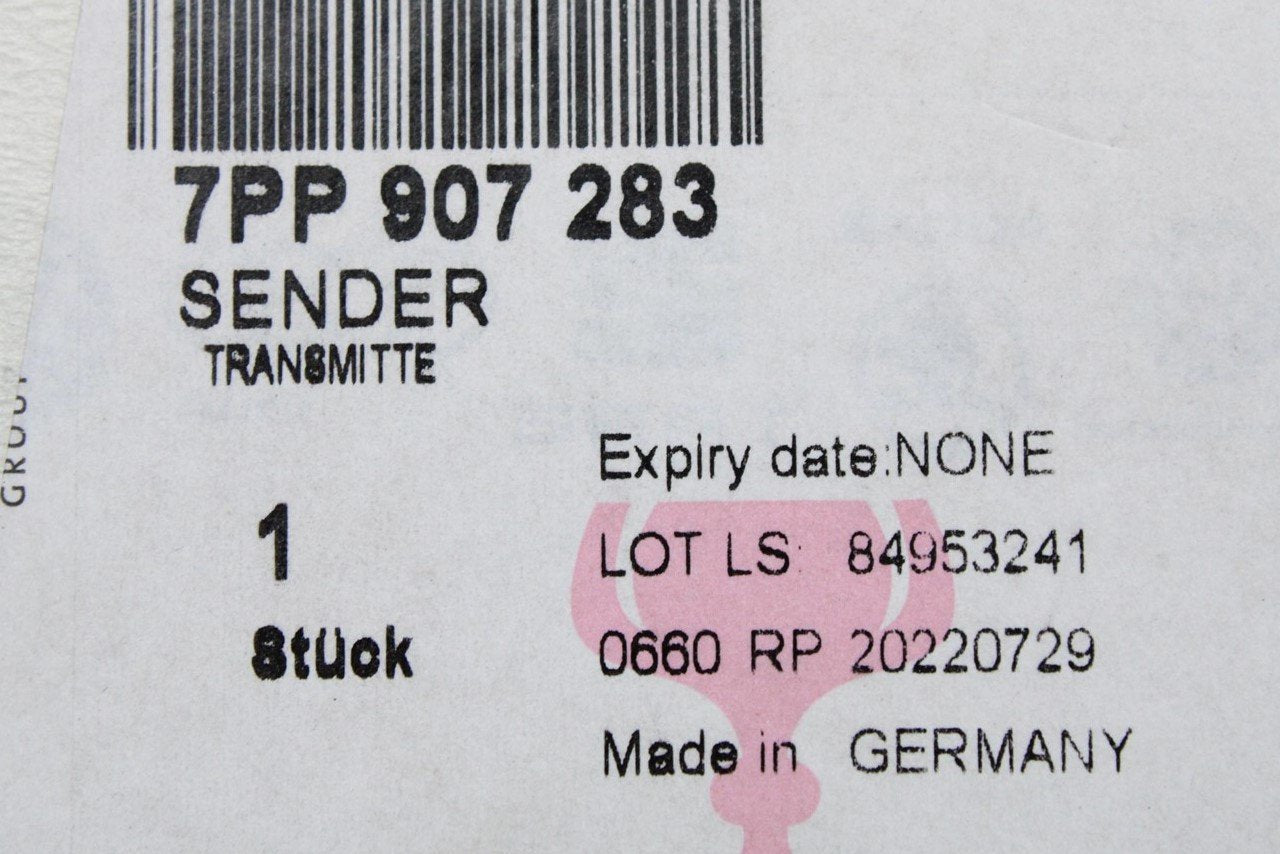 7PP 907 283
SENDER
TRANSMITTE
Expiry date:NONE
1
LOT LS: 84953241
Stück
0660 RP 20220729
Made in GERMANY
GROUP